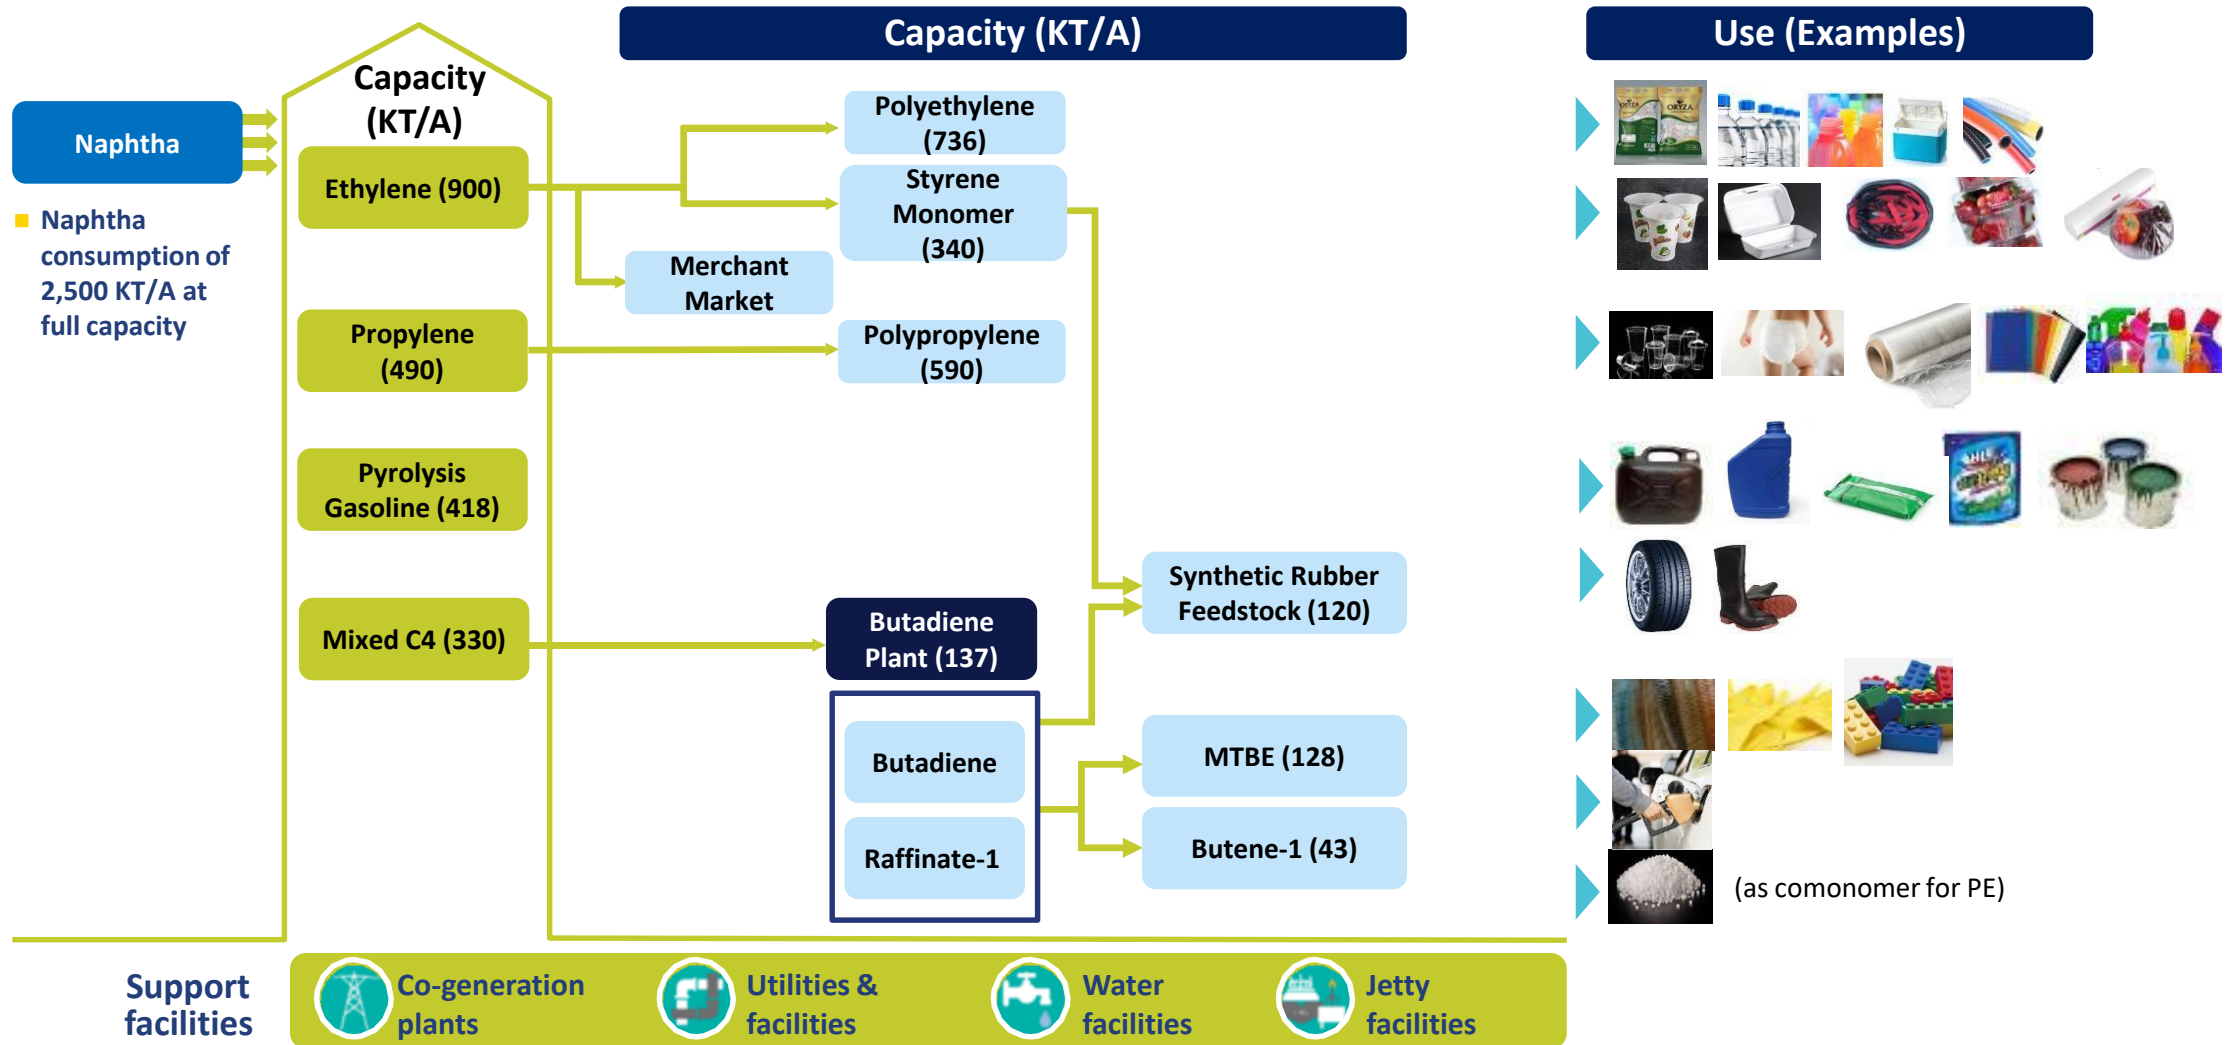 Capacity (KT/A)
Use (Examples)
Capacity
(KT/A)
Naphtha
Naphtha
consumption of
2,500 KT/A at
full capacity
Ethylene (900)
Propylene
(490)
Pyrolysis
Gasoline (418)
Mixed C4 (330)
Polyethylene
(736)
Styrene
Monomer
(340)
Merchant
Market
Polypropylene
(590)
Butadiene
Plant (137)
Butadiene
Raffinate-1
Synthetic Rubber
Feedstock (120)
MTBE (128)
Butene-1 (43)
ORYZA
(as comonomer for PE)
Support
facilities
Co-generation
plants
Utilities &
facilities
Water
facilities
Jetty
facilities